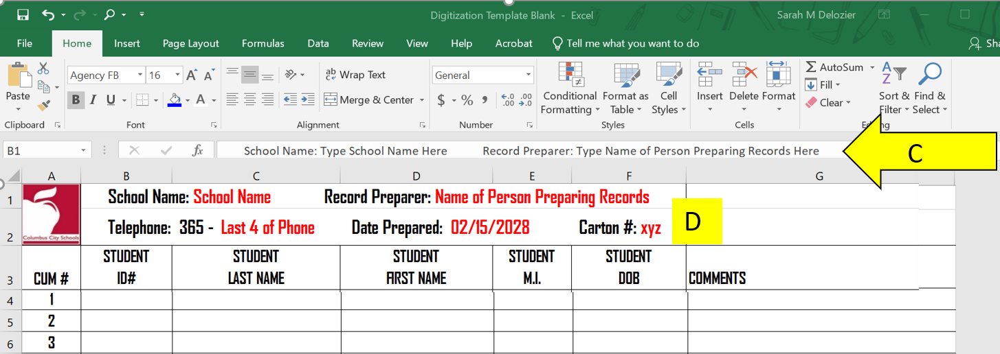 Digitization Template Blank - Excel
Sarah M Delozier
File Home Insert Page Layout Formulas Data Review View Help Acrobat Tell me what you want to do
Agency FB 16 A A
ab Wrap Text
General
AutoSum
Paste
B I U A
Merge & Center
$ % , .0 .00 .00 .0
Conditional Formatting
Format as Table
Cell Styles
Insert Delete Format
Fill
Clear
Sort & Filter
Find & Select
Clipboard Font Alignment Number Styles Cells
B1 fx School Name: Type School Name Here Record Preparer: Type Name of Person Preparing Records Here
C
A B C D E F G
1 School Name: School Name Record Preparer: Name of Person Preparing Records
2 Telephone: 365 - Last 4 of Phone Date Prepared: 02/15/2028 Carton #: xyz
D
Columbus City Schools
3 CUM # STUDENT ID# STUDENT LAST NAME STUDENT FIRST NAME STUDENT M.I. STUDENT DOB COMMENTS
4 1
5 2
6 3